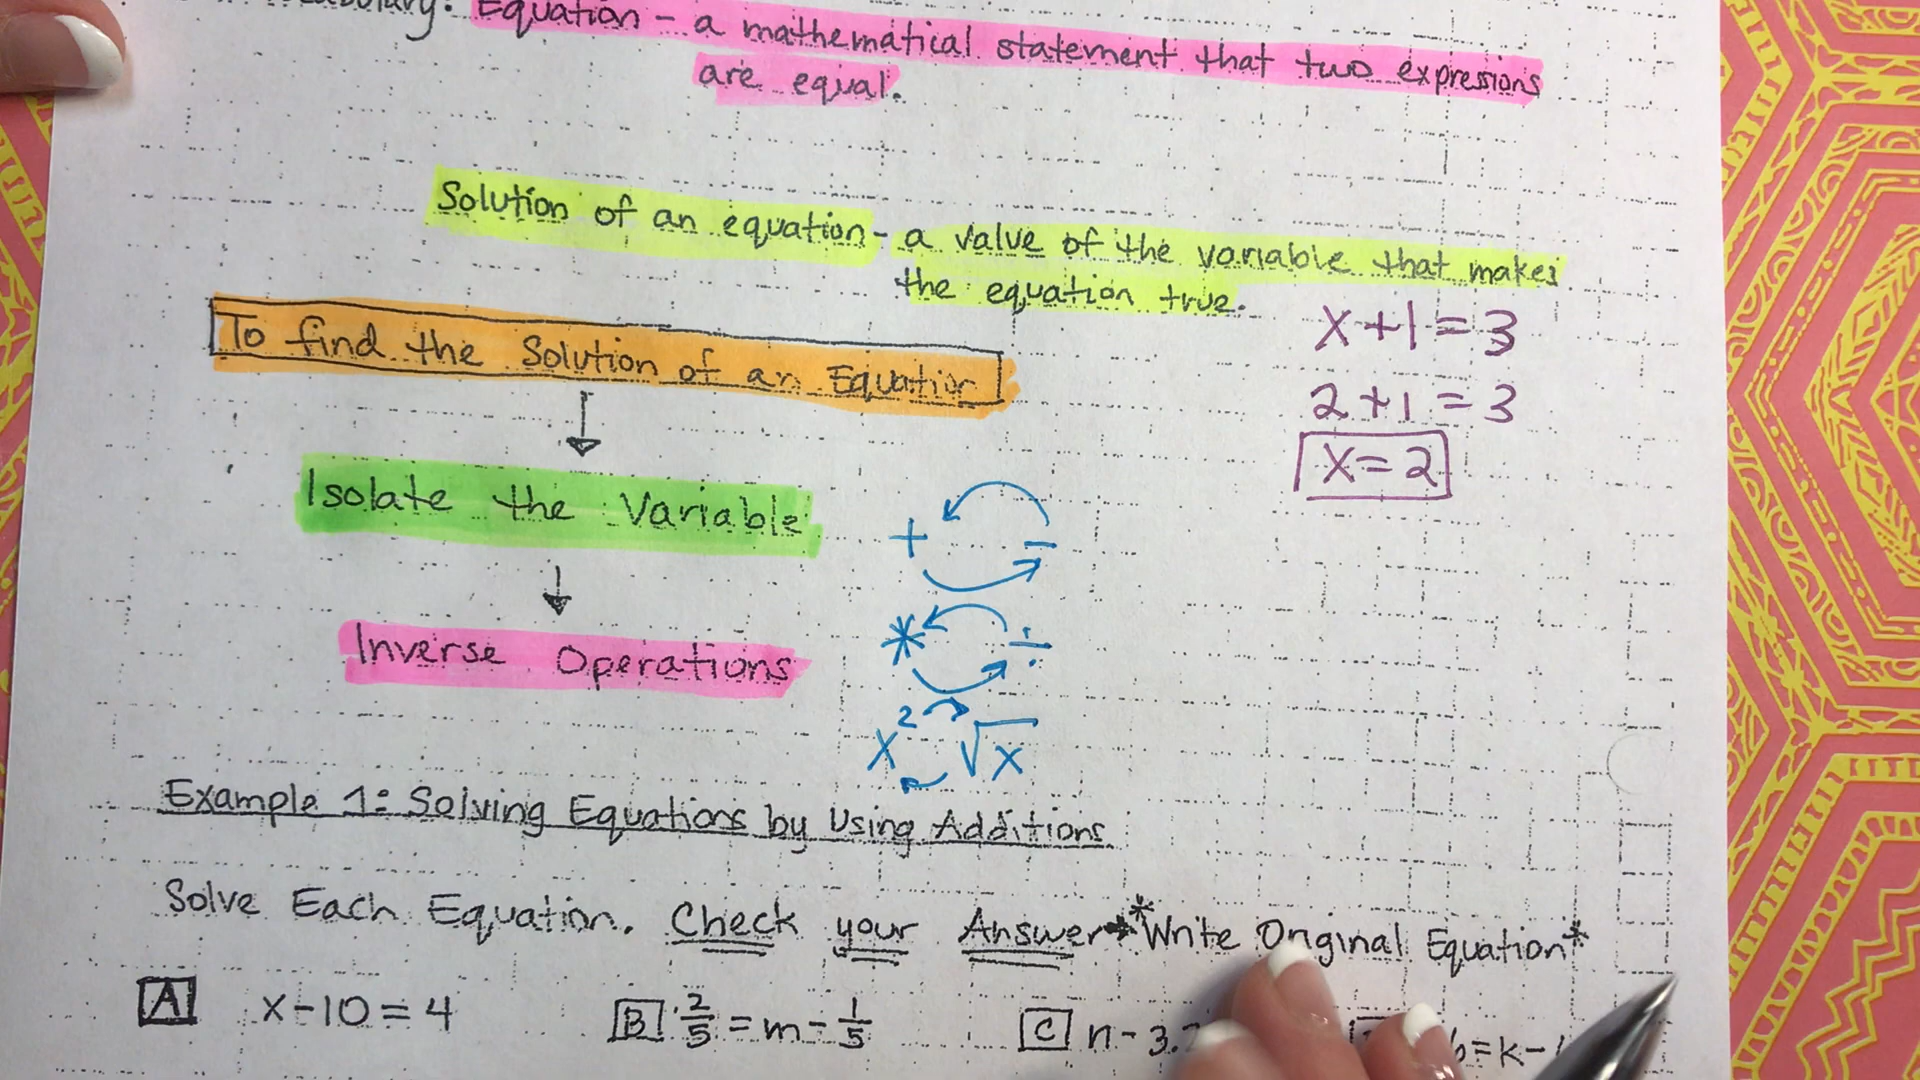 Equation - a mathematical statement that two expressions
are equal.
Solution of an equation - a value of the variable that makes
the equation true.
To find the Solution of an Equation
x+1=3
2+1=3
x=2
Isolate the Variable
+ -
Inverse Operations
* ÷
x² √x
Example 1: Solving Equations by Using Additions
Solve Each Equation. Check your Answer → *Write Original Equation*
A x-10=4
B 2/5 = m - 1/5
C n - 3.
=k-